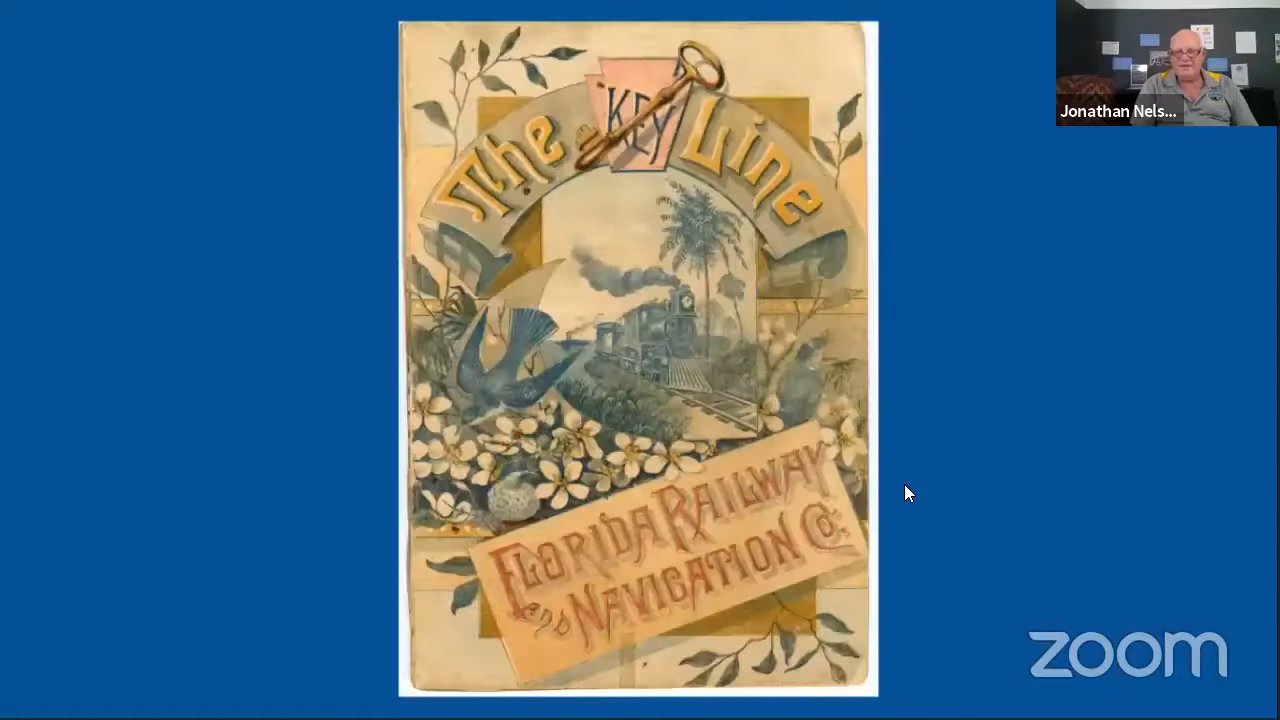 The KEY Line
FLORIDA RAILWAY
AND NAVIGATION CO.
Jonathan Nels...
zoom